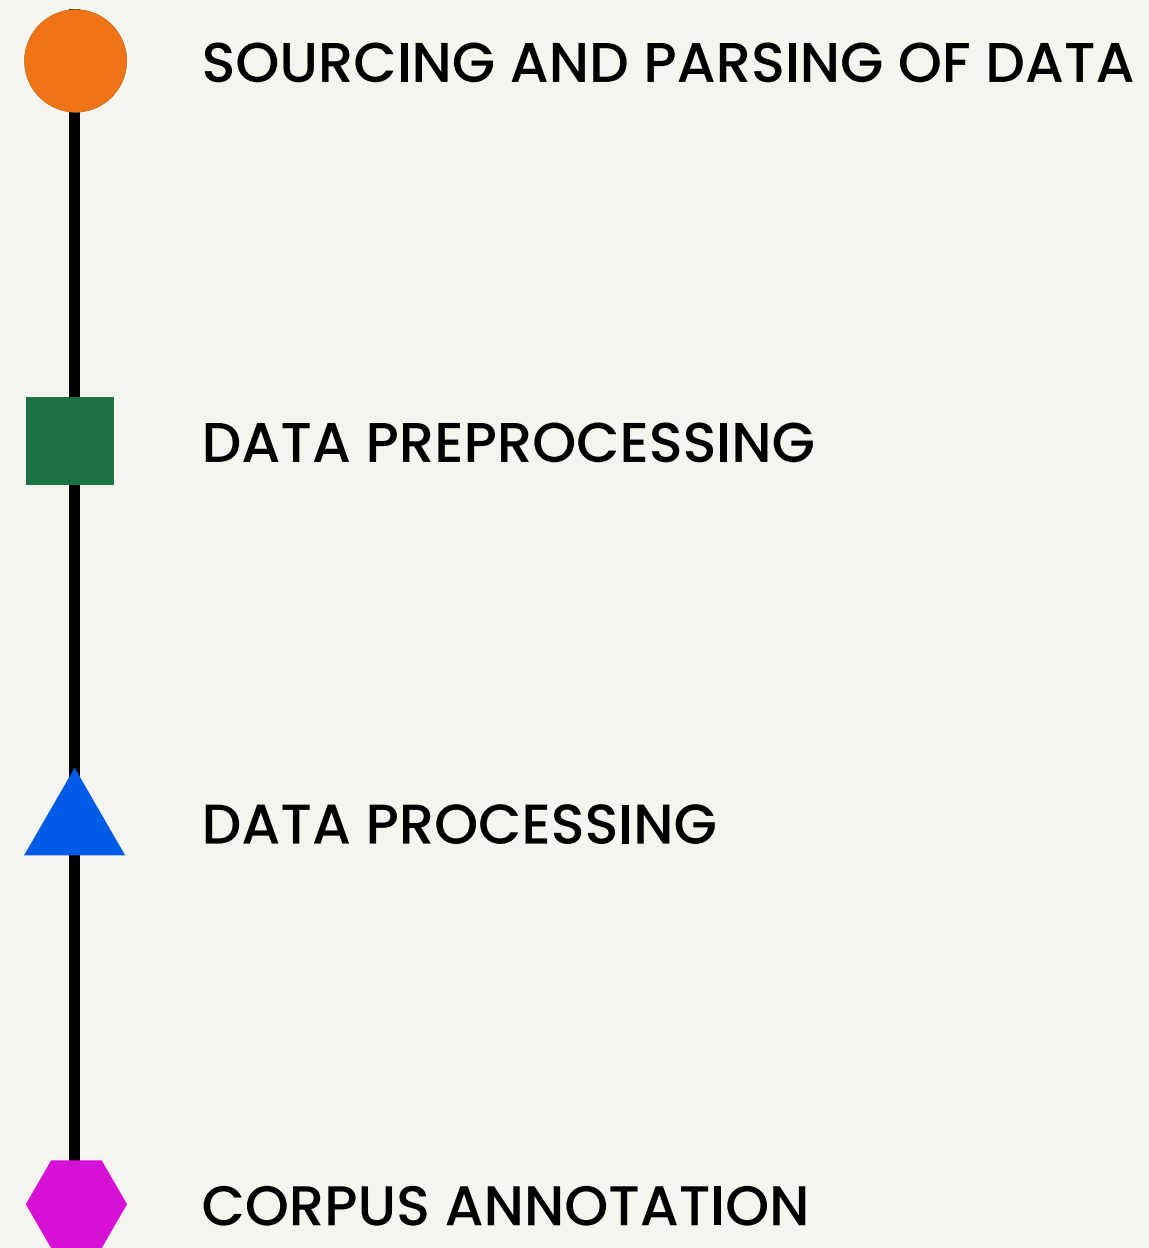 SOURCING AND PARSING OF DATA
DATA PREPROCESSING
DATA PROCESSING
CORPUS ANNOTATION